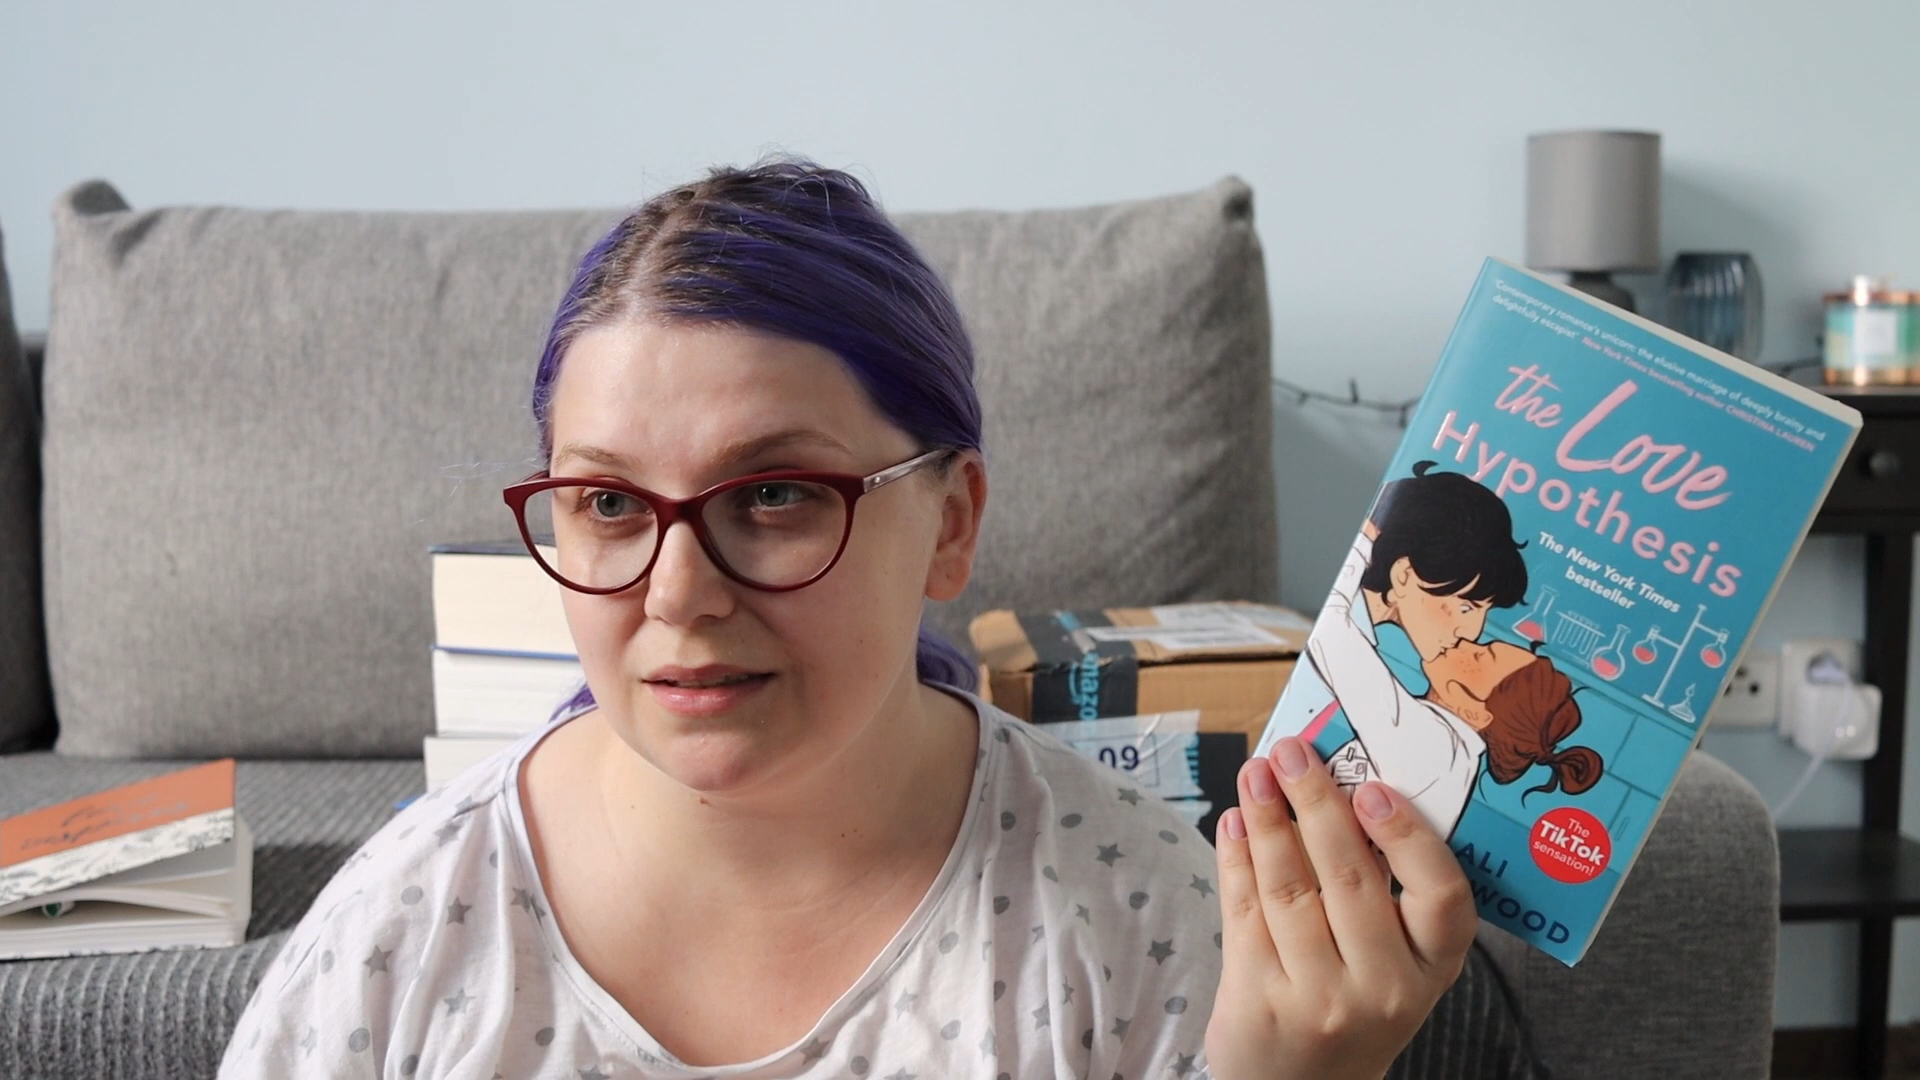 'Contemporary romance's unicorn: the elusive marriage of deeply brainy and
delightfully escapist' New York Times bestselling author CHRISTINA LAUREN
the Love
Hypothesis
The New York Times
bestseller
The
TikTok
sensation!
ALI
WOOD
amazo
09